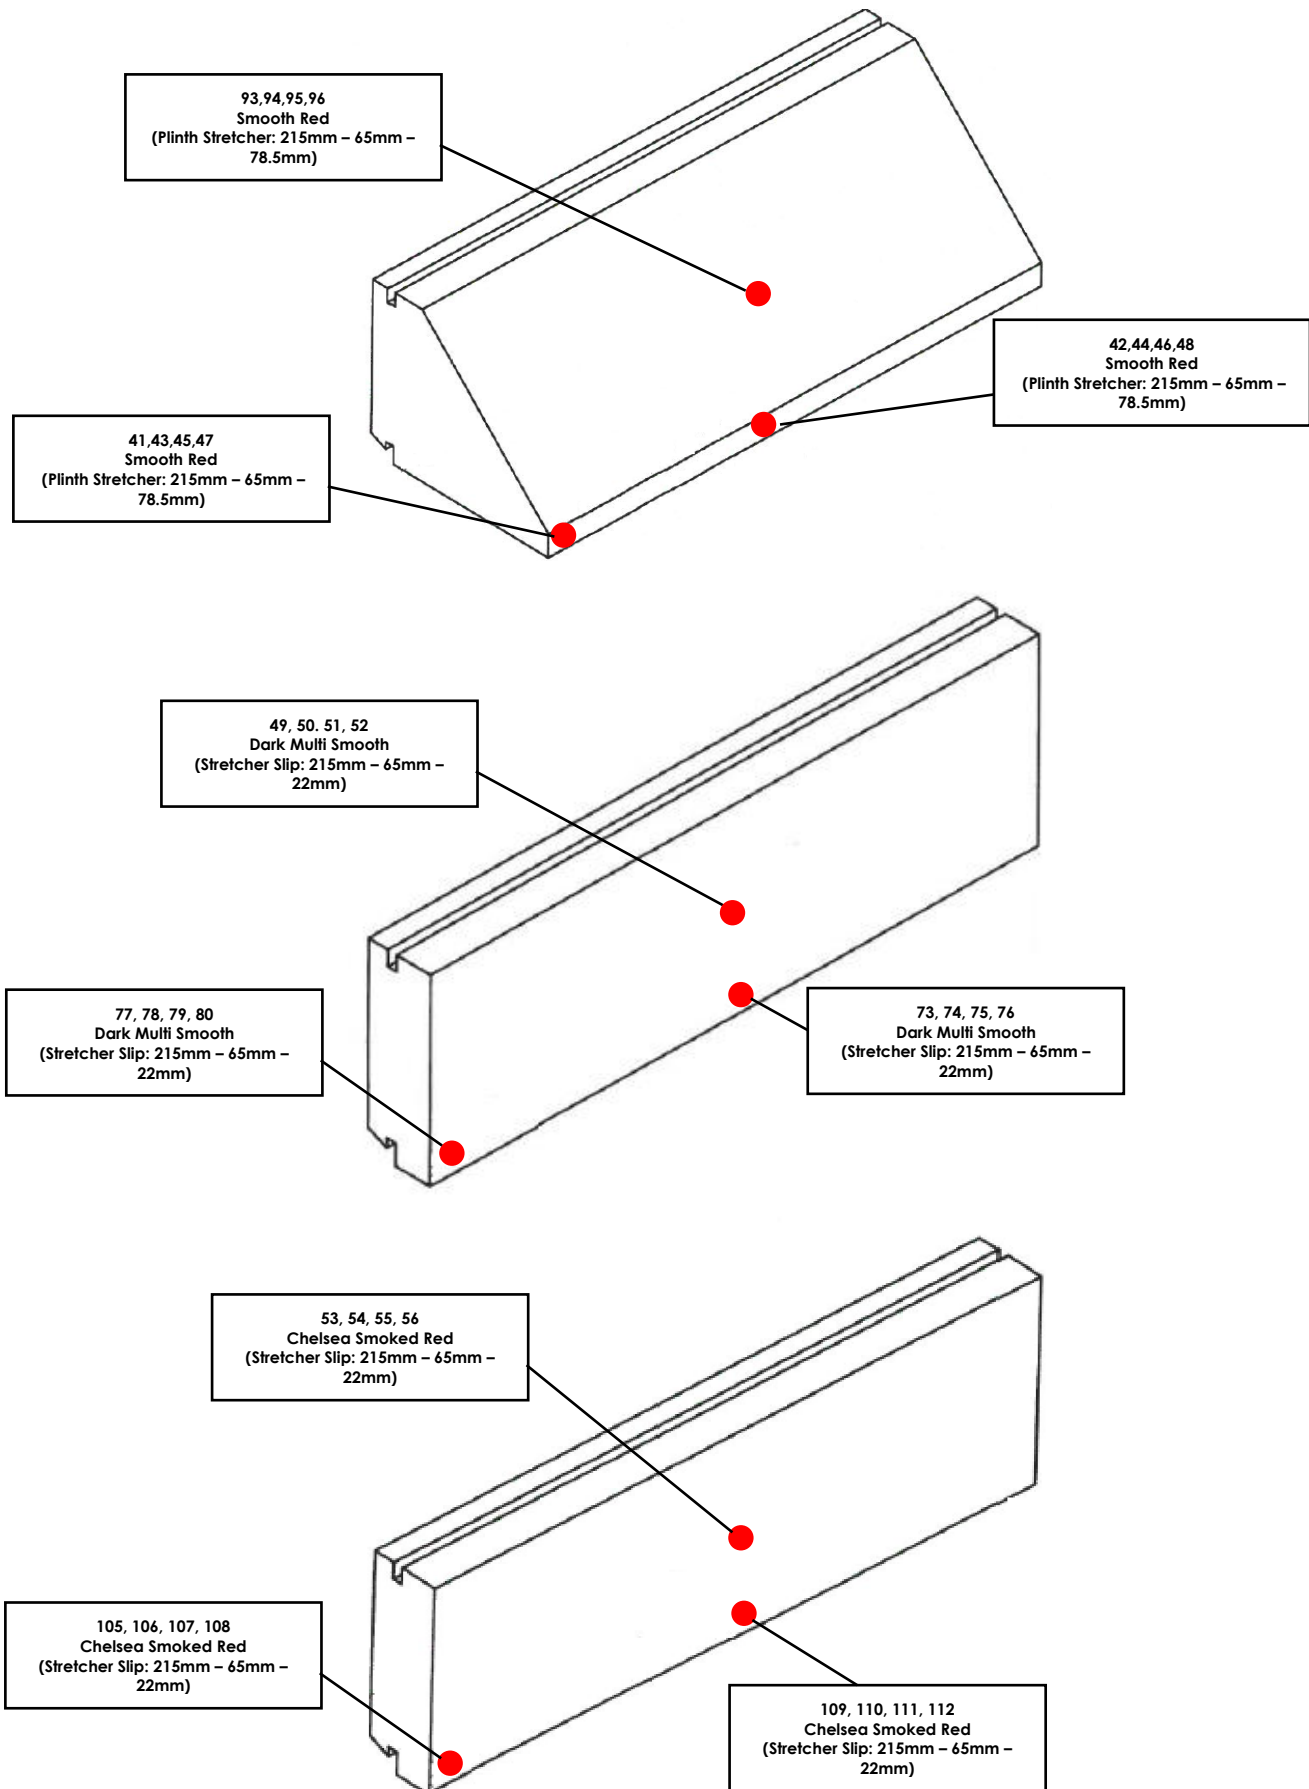 93,94,95,96
Smooth Red
(Plinth Stretcher: 215mm – 65mm –
78.5mm)
42,44,46,48
Smooth Red
(Plinth Stretcher: 215mm – 65mm –
78.5mm)
41,43,45,47
Smooth Red
(Plinth Stretcher: 215mm – 65mm –
78.5mm)
49, 50. 51, 52
Dark Multi Smooth
(Stretcher Slip: 215mm – 65mm –
22mm)
77, 78, 79, 80
Dark Multi Smooth
(Stretcher Slip: 215mm – 65mm –
22mm)
73, 74, 75, 76
Dark Multi Smooth
(Stretcher Slip: 215mm – 65mm –
22mm)
53, 54, 55, 56
Chelsea Smoked Red
(Stretcher Slip: 215mm – 65mm –
22mm)
105, 106, 107, 108
Chelsea Smoked Red
(Stretcher Slip: 215mm – 65mm –
22mm)
109, 110, 111, 112
Chelsea Smoked Red
(Stretcher Slip: 215mm – 65mm –
22mm)